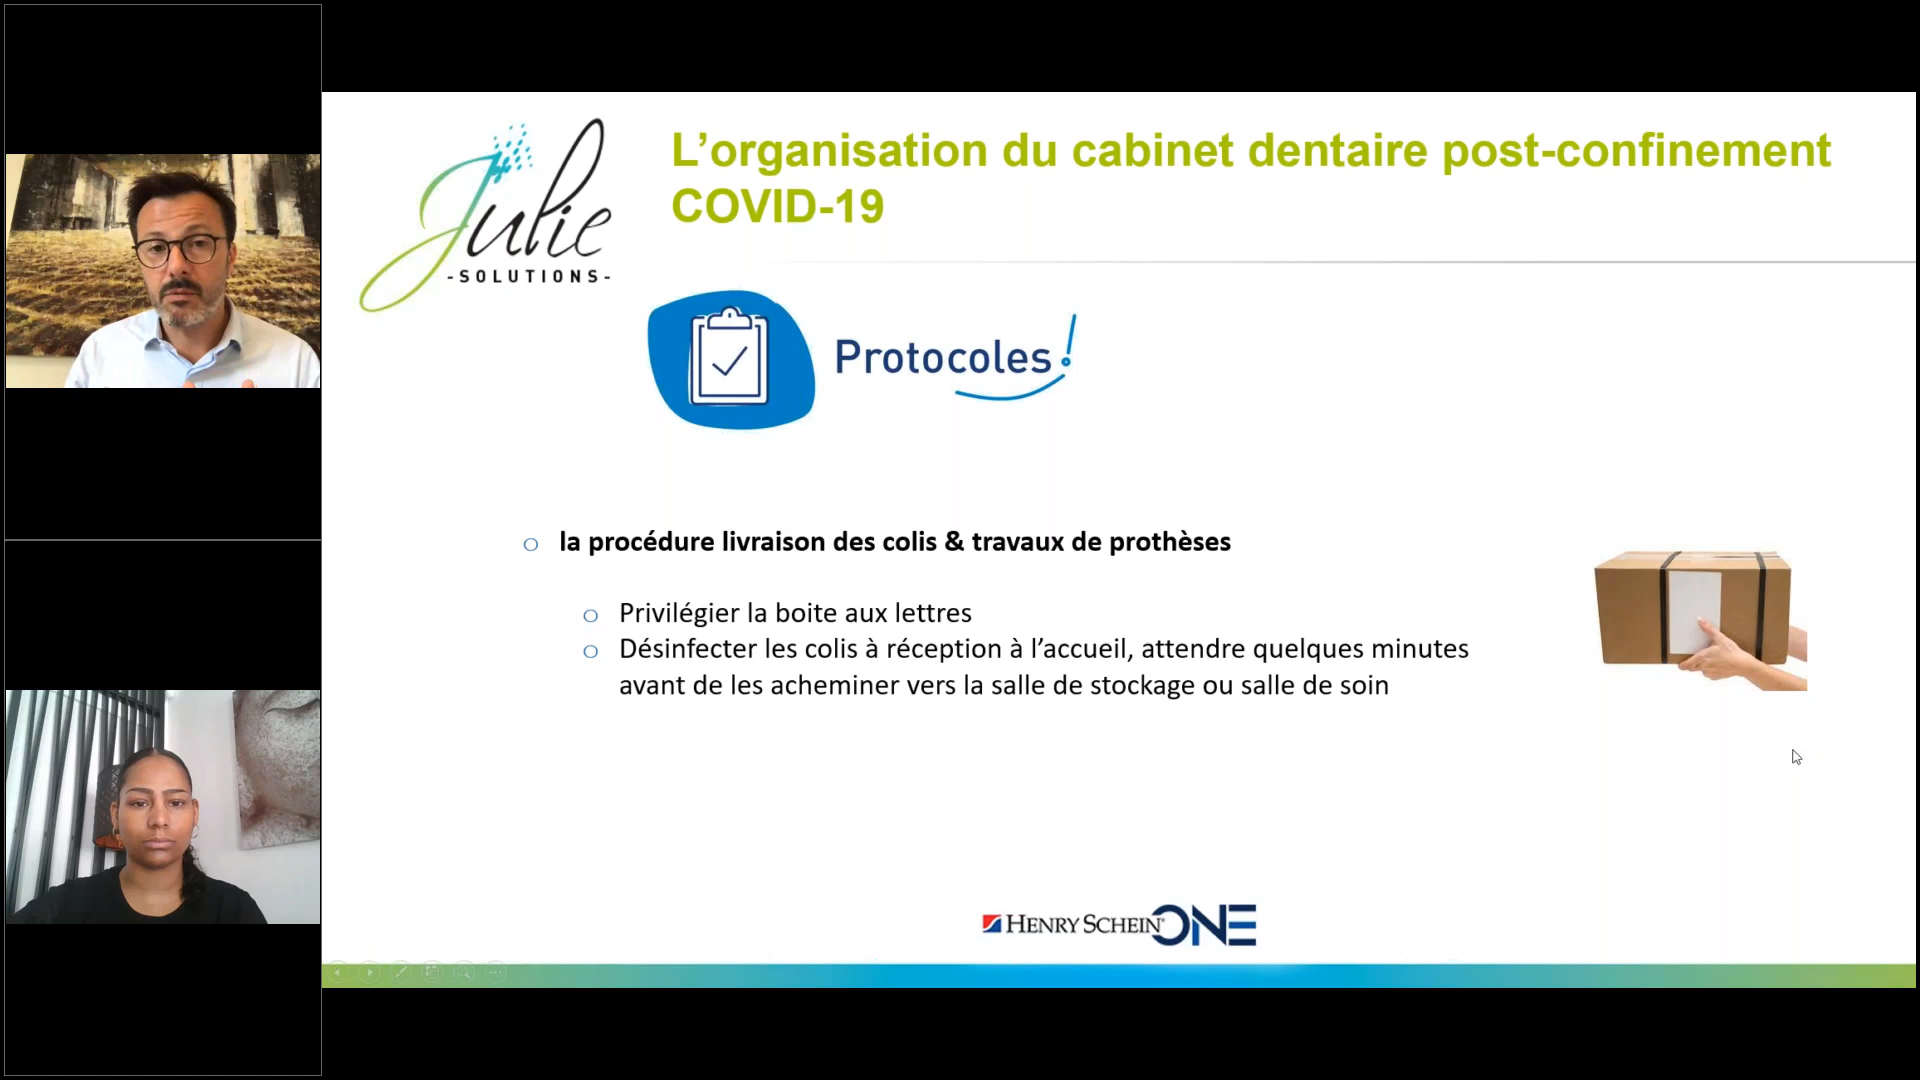 Julie
-SOLUTIONS-
L’organisation du cabinet dentaire post-confinement
COVID-19
Protocoles !
o la procédure livraison des colis & travaux de prothèses
o Privilégier la boite aux lettres
o Désinfecter les colis à réception à l’accueil, attendre quelques minutes
avant de les acheminer vers la salle de stockage ou salle de soin
HENRY SCHEIN® ONE